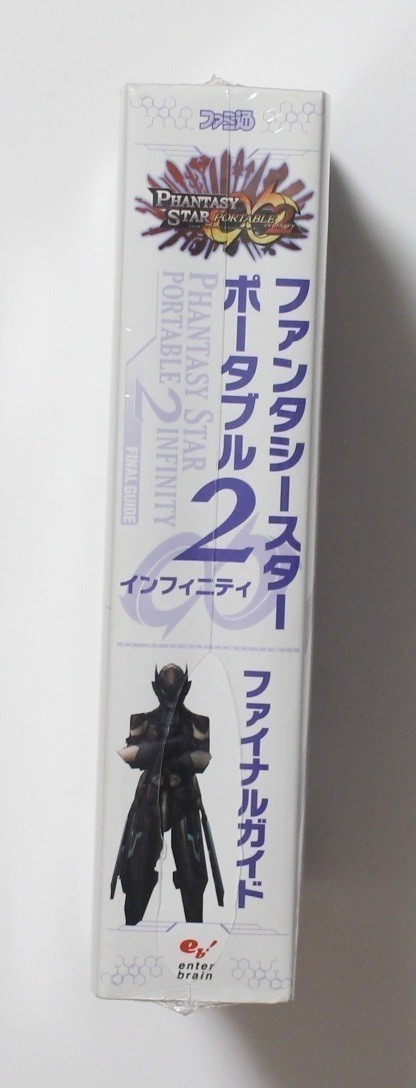 ファミ通
PHANTASY
STAR PORTABLE 2
INFINITY
ファンタシースター
ポータブル2
インフィニティ
PHANTASY STAR
PORTABLE 2 INFINITY
FINAL GUIDE
ファイナルガイド
eb!
enter
brain